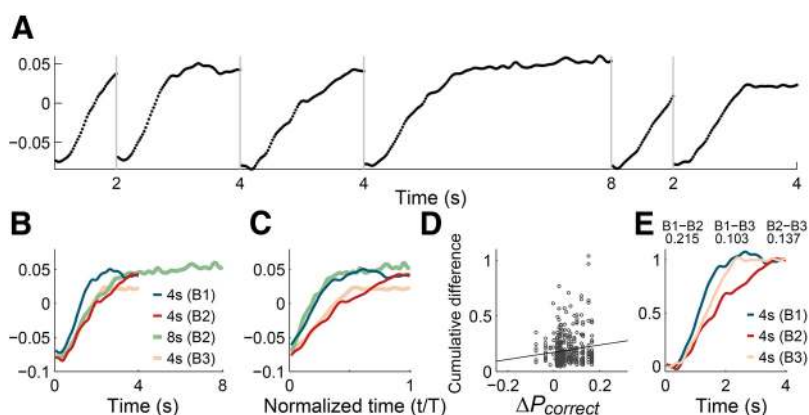 A
0.05
0
−0.05
2
4
4
8
2
4
Time (s)
B
0.05
0
−0.05
−0.1
0
4
8
Time (s)
4s (B1)
4s (B2)
8s (B2)
4s (B3)
C
0.05
0
−0.05
−0.1
0
1
Normalized time (t/T)
D
Cumulative difference
1
0.5
0
−0.2
0
0.2
ΔPcorrect
E
B1−B2 B1−B3 B2−B3
0.215 0.103 0.137
1
0.5
0
0
2
4
Time (s)
4s (B1)
4s (B2)
4s (B3)